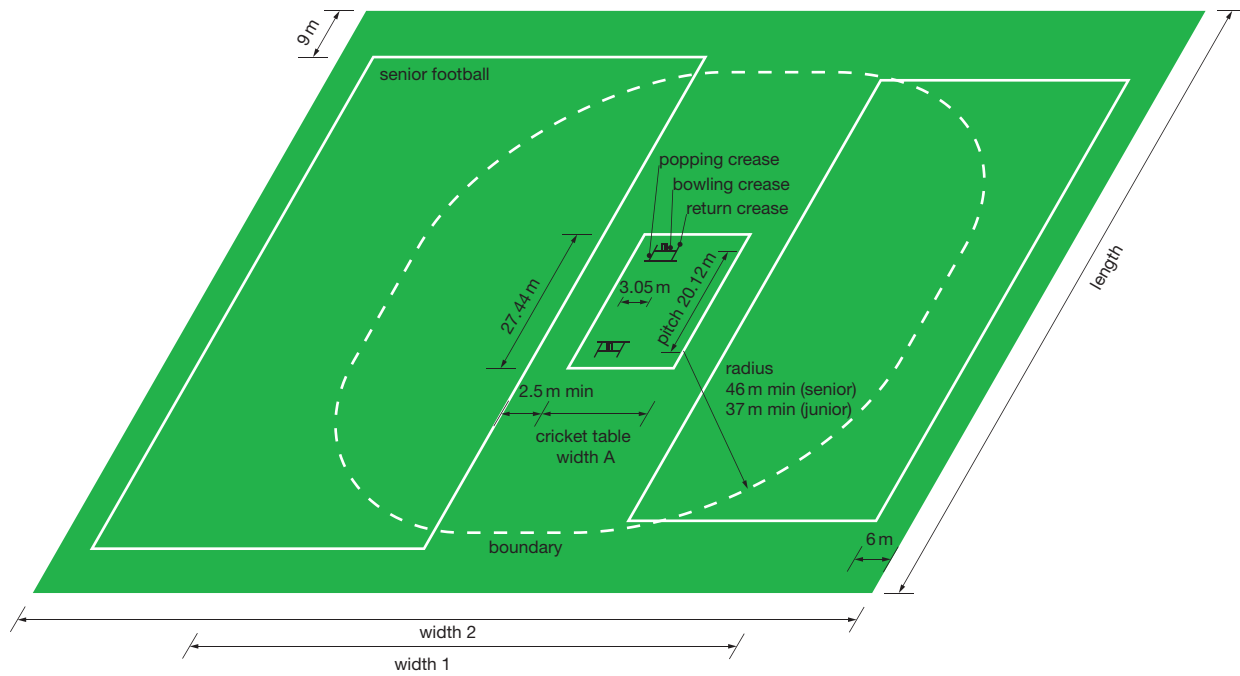 9 m
senior football
popping crease
bowling crease
return crease
27.44 m
3.05 m
pitch 20.12 m
length
radius
46 m min (senior)
37 m min (junior)
2.5 m min
cricket table
width A
boundary
6 m
width 2
width 1